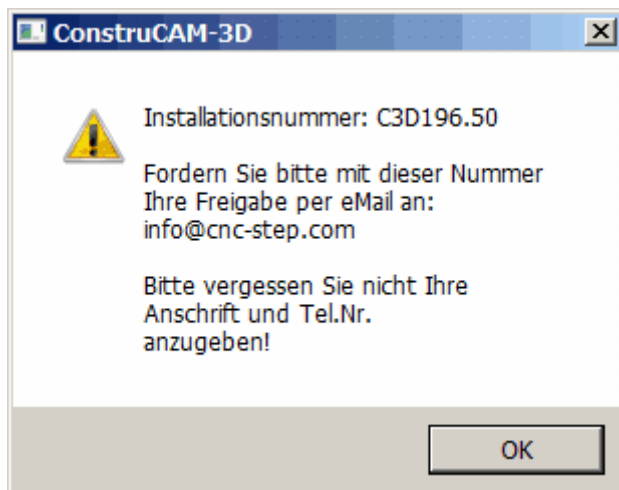 ConstruCAM-3D
Installationsnummer: C3D196.50
Fordern Sie bitte mit dieser Nummer
Ihre Freigabe per eMail an:
info@cnc-step.com
Bitte vergessen Sie nicht Ihre
Anschrift und Tel.Nr.
anzugeben!
OK